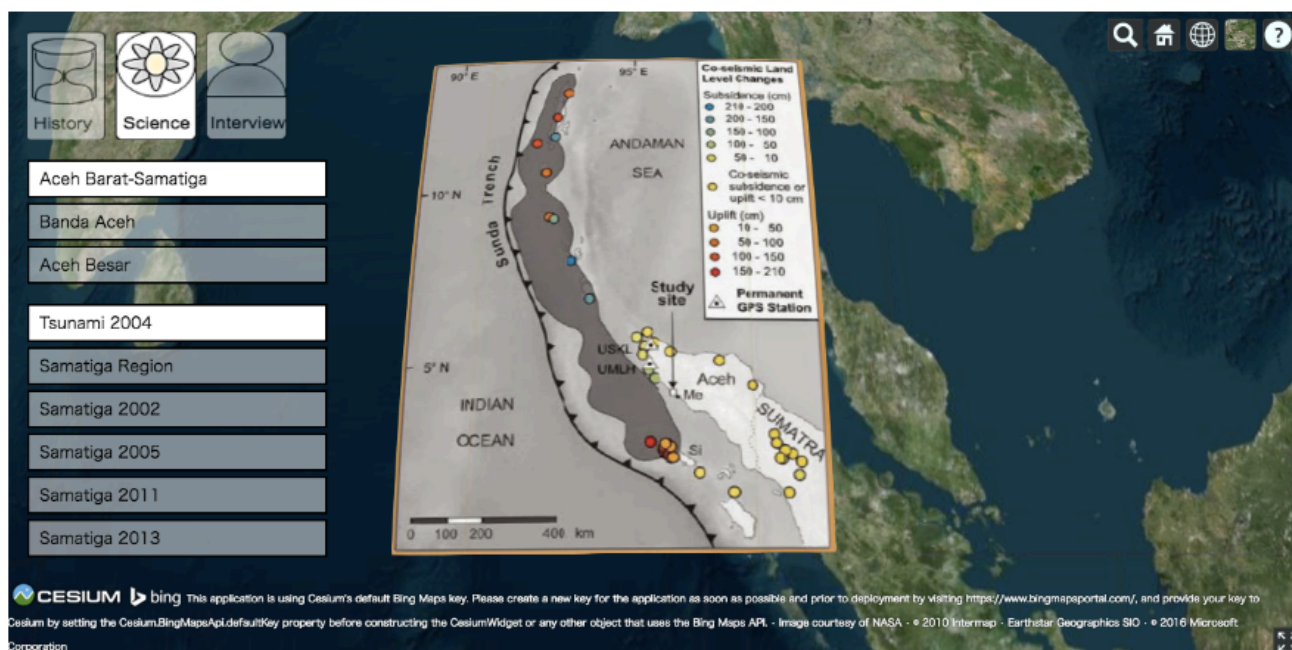 History
Science
Interview
Aceh Barat-Samatiga
Banda Aceh
Aceh Besar
Tsunami 2004
Samatiga Region
Samatiga 2002
Samatiga 2005
Samatiga 2011
Samatiga 2013
90° E
95° E
10° N
5° N
Sunda Trench
ANDAMAN
SEA
INDIAN
OCEAN
Study
site
USKL
UMLH
Aceh
Me
SUMATRA
Si
0 100 200 400 km
Co-seismic Land
Level Changes
Subsidence (cm)
210 - 200
200 - 150
150 - 100
100 - 50
50 - 10
Co-seismic
subsidence or
uplift < 10 cm
Uplift (cm)
10 - 50
50 - 100
100 - 150
150 - 210
Permanent
GPS Station
?
CESIUM bing This application is using Cesium's default Bing Maps key. Please create a new key for the application as soon as possible and prior to deployment by visiting https://www.bingmapsportal.com/, and provide your key to
Cesium by setting the Cesium.BingMapsApi.defaultKey property before constructing the CesiumWidget or any other object that uses the Bing Maps API. - Image courtesy of NASA - © 2010 Intermap - Earthstar Geographics SIO - © 2016 Microsoft
Corporation